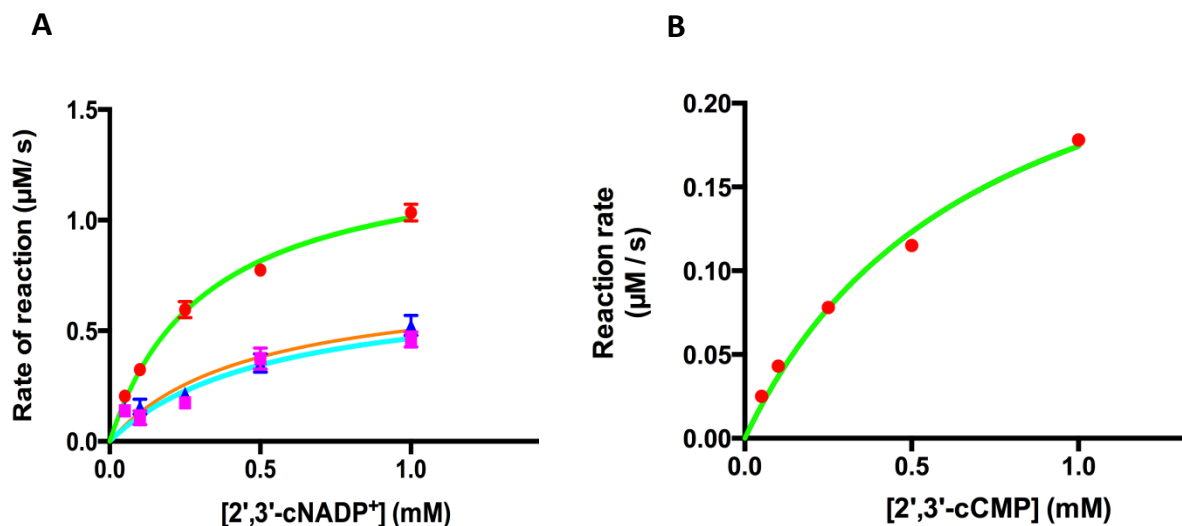 A
Rate of reaction (µM/ s)
1.5
1.0
0.5
0.0
0.0 0.5 1.0
[2',3'-cNADP⁺] (mM)
B
Reaction rate
(µM / s)
0.20
0.15
0.10
0.05
0.00
0.0 0.5 1.0
[2',3'-cCMP] (mM)